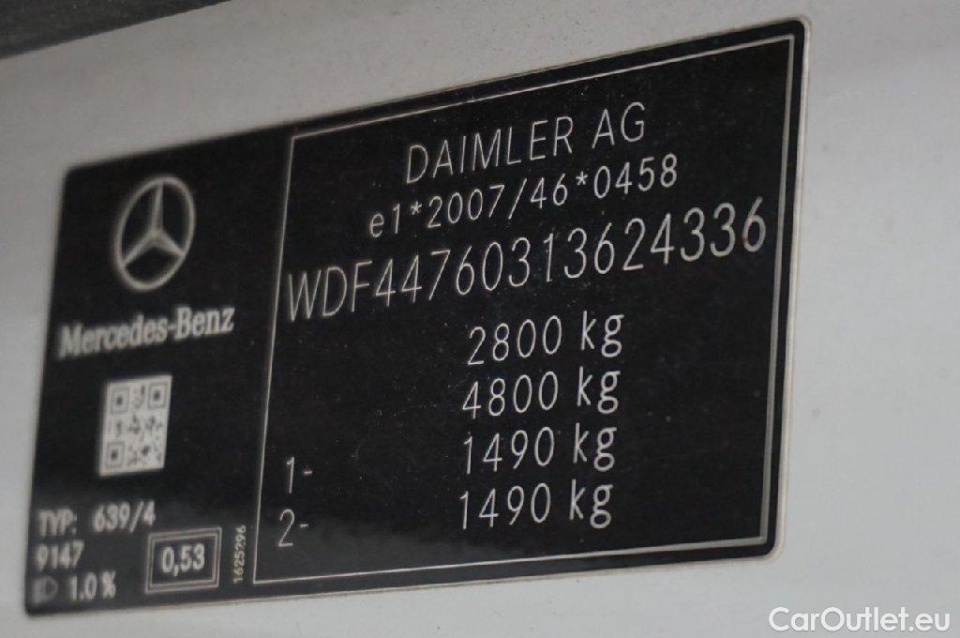 DAIMLER AG
e1*2007/46*0458
WDF44760313624336
2800 kg
4800 kg
1- 1490 kg
2- 1490 kg
Mercedes-Benz
TYP: 639/4
9147
1.0 %
0,53
1625296
CarOutlet.eu